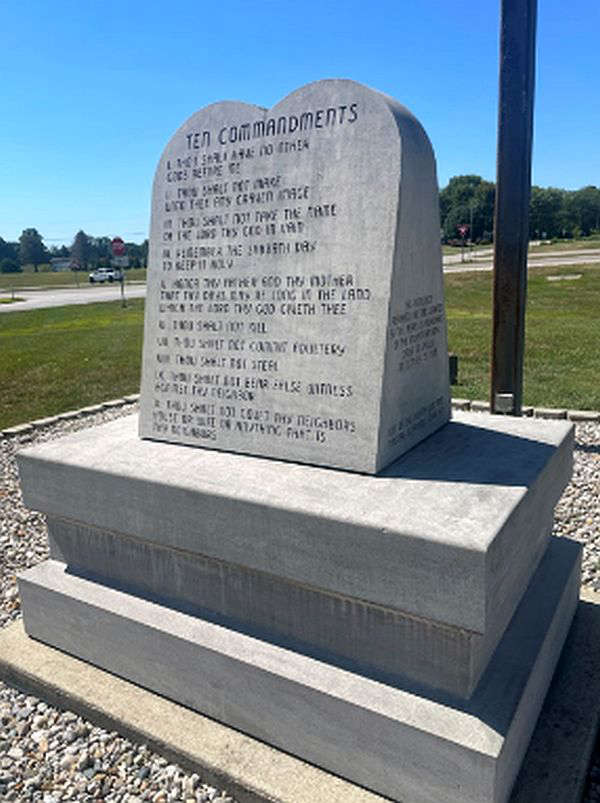 TEN COMMANDMENTS
I. THOU SHALT HAVE NO OTHER
GODS BEFORE ME
II. THOU SHALT NOT MAKE
UNTO THEE ANY GRAVEN IMAGE
III. THOU SHALT NOT TAKE THE NAME
OF THE LORD THY GOD IN VAIN
IV. REMEMBER THE SABBATH DAY
TO KEEP IT HOLY
V. HONOR THY FATHER AND THY MOTHER
THAT THY DAYS MAY BE LONG IN THE LAND
WHICH THE LORD THY GOD GIVETH THEE
VI. THOU SHALT NOT KILL
VII. THOU SHALT NOT COMMIT ADULTERY
VIII. THOU SHALT NOT STEAL
IX. THOU SHALT NOT BEAR FALSE WITNESS
AGAINST THY NEIGHBOR
X. THOU SHALT NOT COVET THY NEIGHBORS
HOUSE OR WIFE OR ANYTHING THAT IS
THY NEIGHBORS